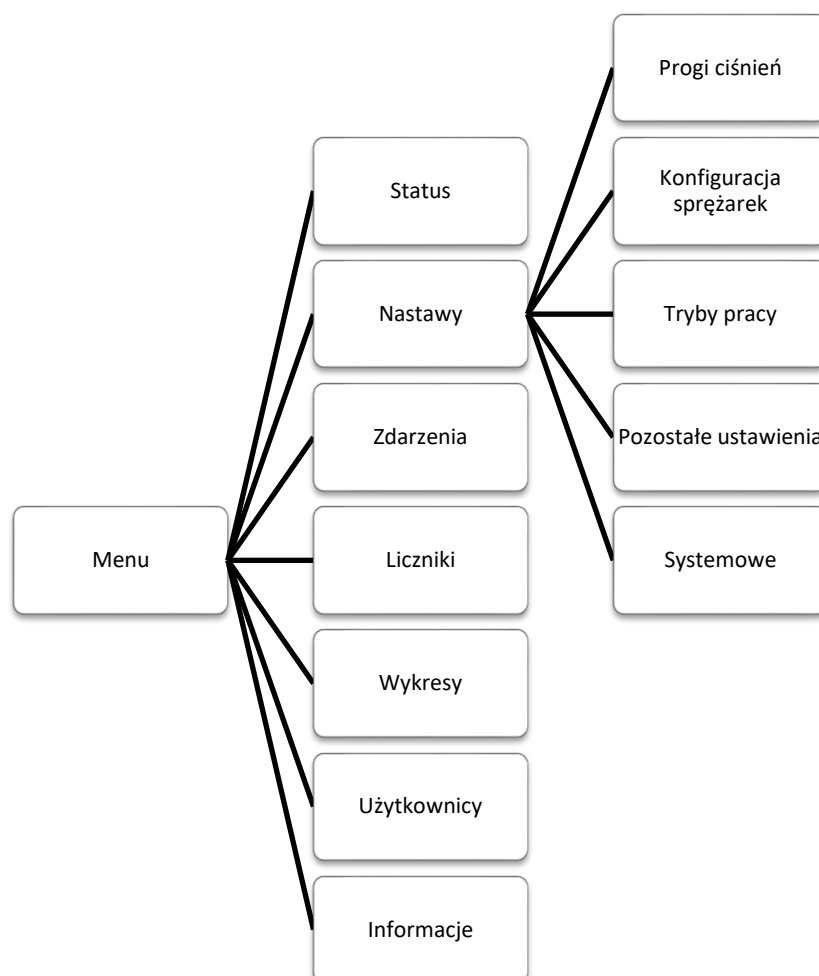 Menu
Status
Nastawy
Zdarzenia
Liczniki
Wykresy
Użytkownicy
Informacje
Progi ciśnień
Konfiguracja
sprężarek
Tryby pracy
Pozostałe ustawienia
Systemowe